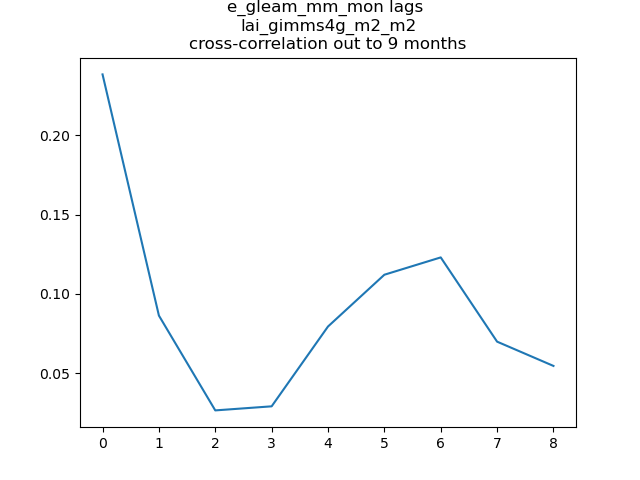 e_gleam_mm_mon lags
lai_gimms4g_m2_m2
cross-correlation out to 9 months
0.20
0.15
0.10
0.05
0 1 2 3 4 5 6 7 8